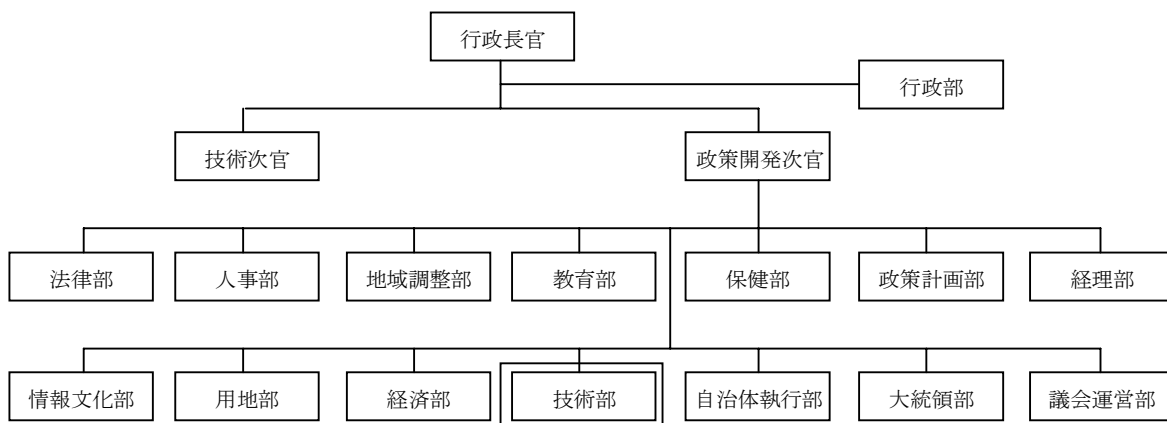 行政長官
行政部
技術次官
政策開発次官
法律部
人事部
地域調整部
教育部
保健部
政策計画部
経理部
情報文化部
用地部
経済部
技術部
自治体執行部
大統領部
議会運営部